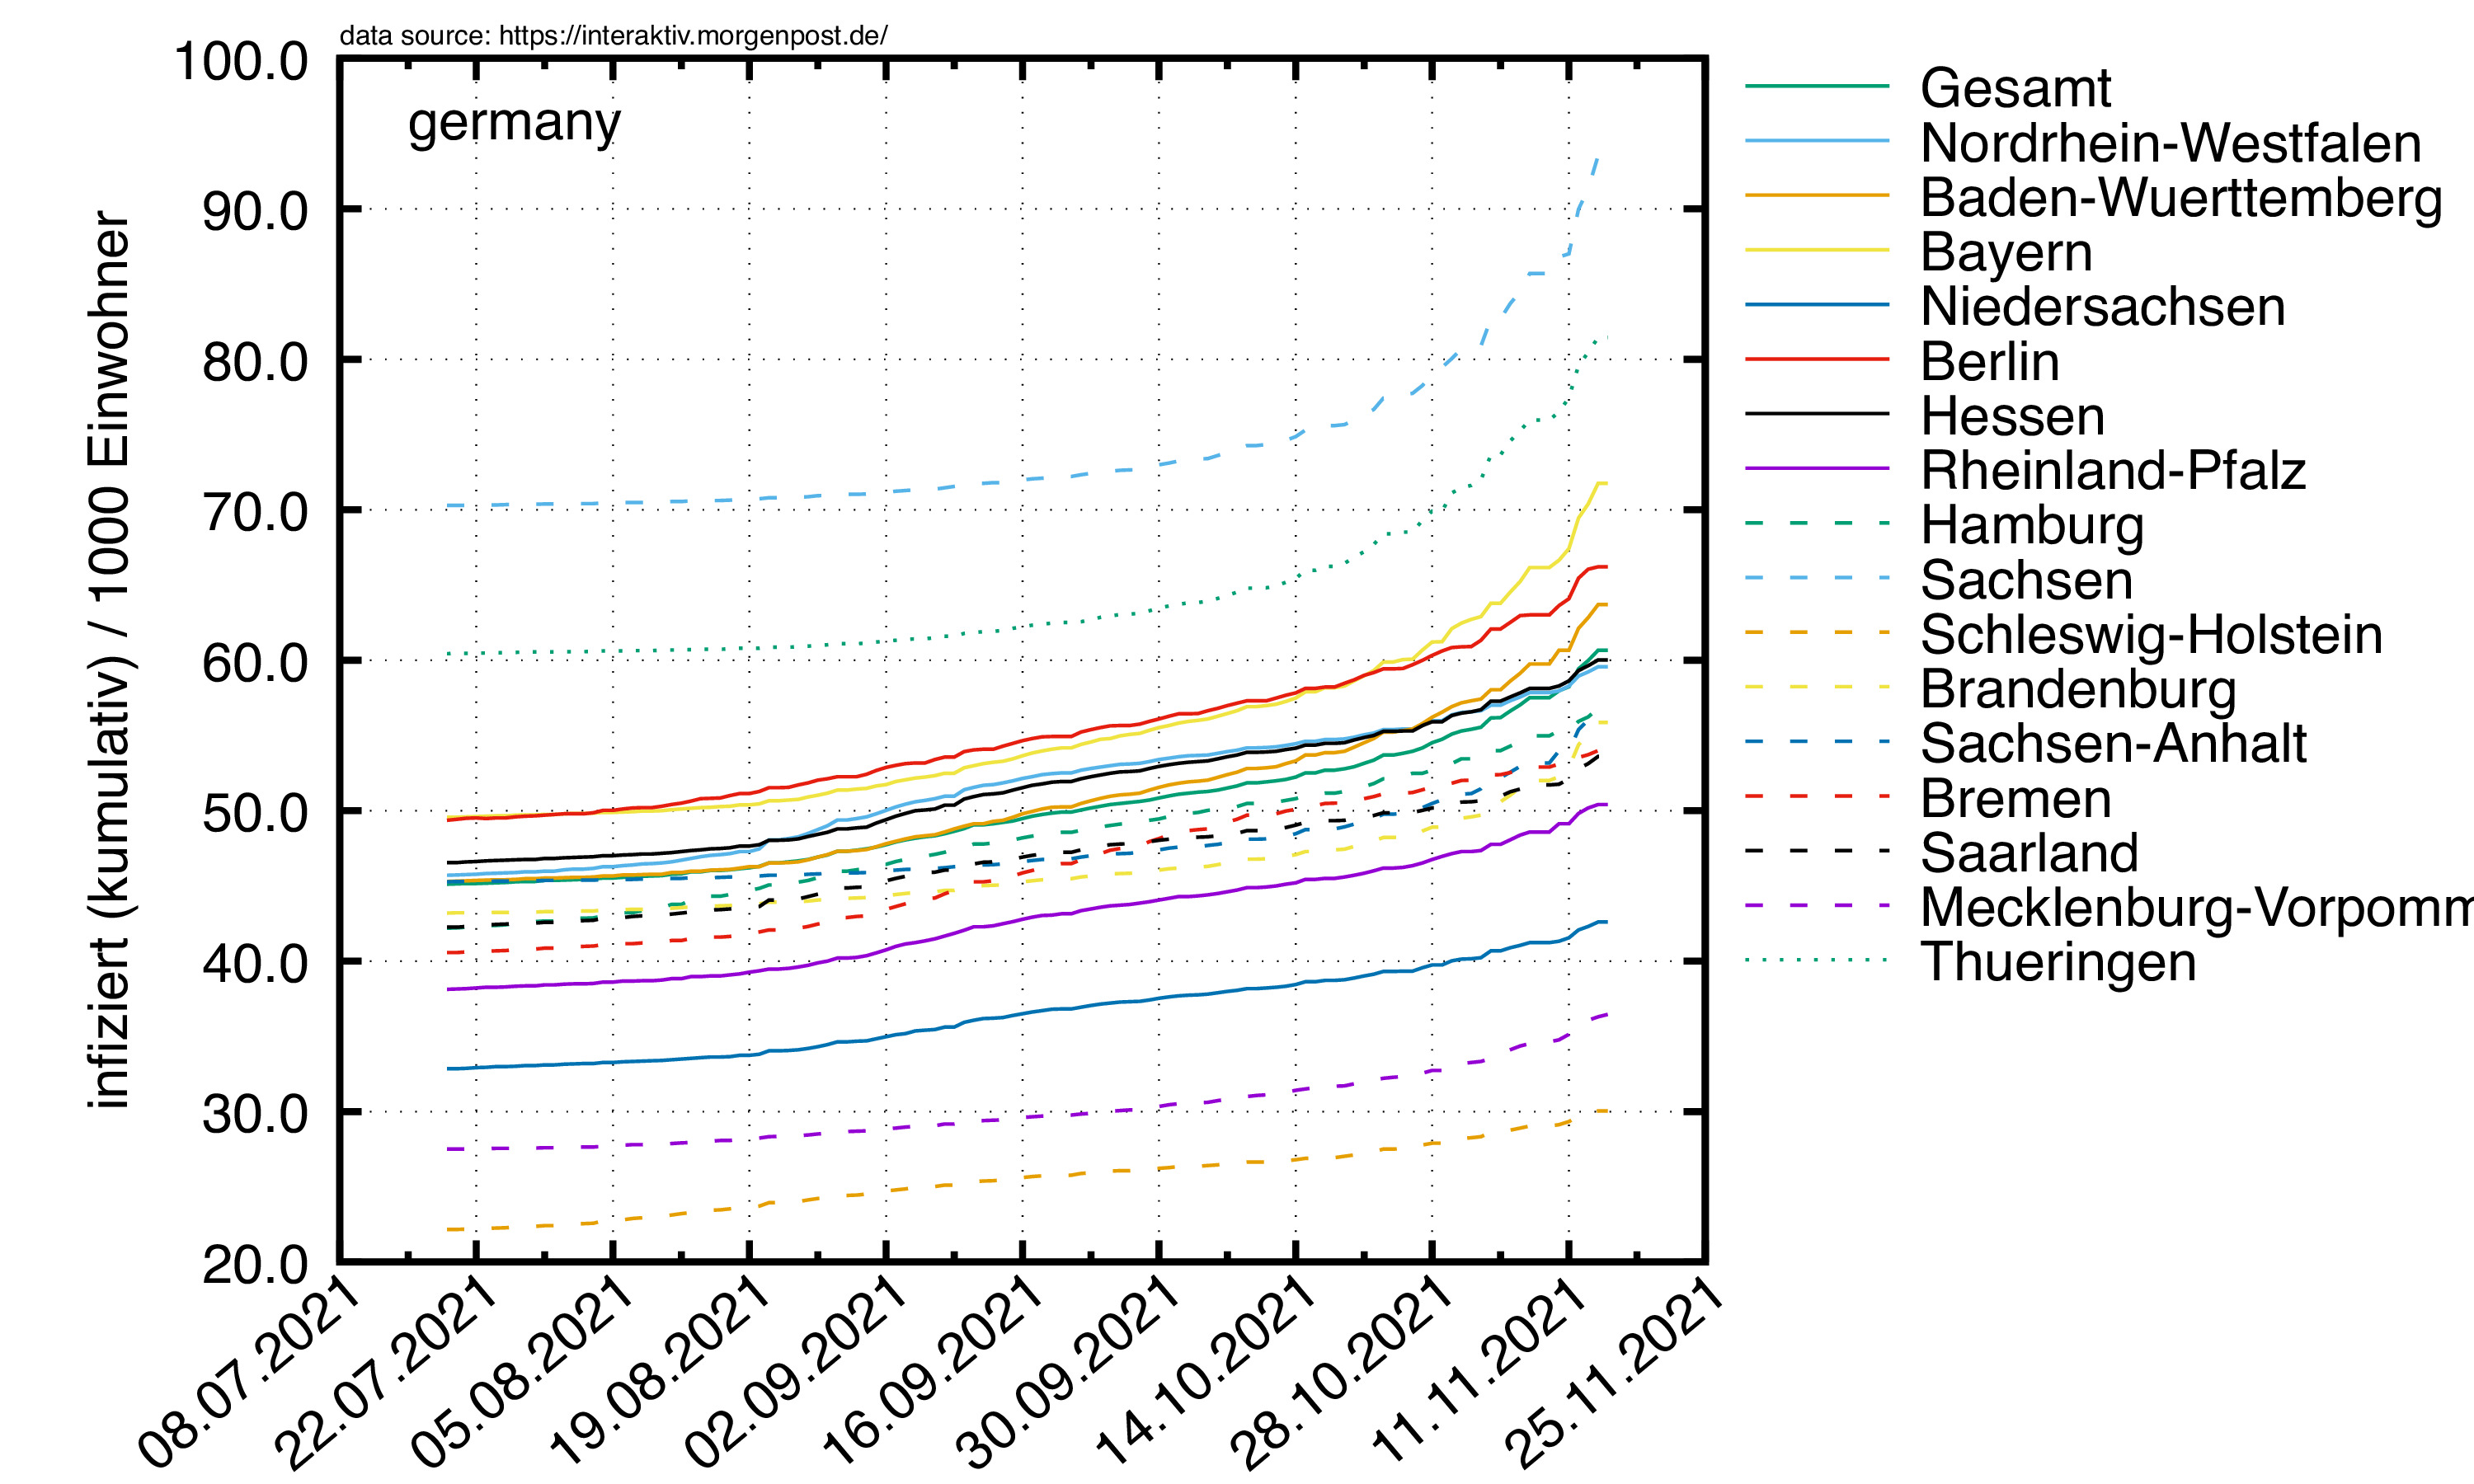 data source: https://interaktiv.morgenpost.de/
germany
infiziert (kumulativ) / 1000 Einwohner
100.0
90.0
80.0
70.0
60.0
50.0
40.0
30.0
20.0
08.07.2021
22.07.2021
05.08.2021
19.08.2021
02.09.2021
16.09.2021
30.09.2021
14.10.2021
28.10.2021
11.11.2021
25.11.2021
Gesamt
Nordrhein-Westfalen
Baden-Wuerttemberg
Bayern
Niedersachsen
Berlin
Hessen
Rheinland-Pfalz
Hamburg
Sachsen
Schleswig-Holstein
Brandenburg
Sachsen-Anhalt
Bremen
Saarland
Mecklenburg-Vorpomm
Thueringen